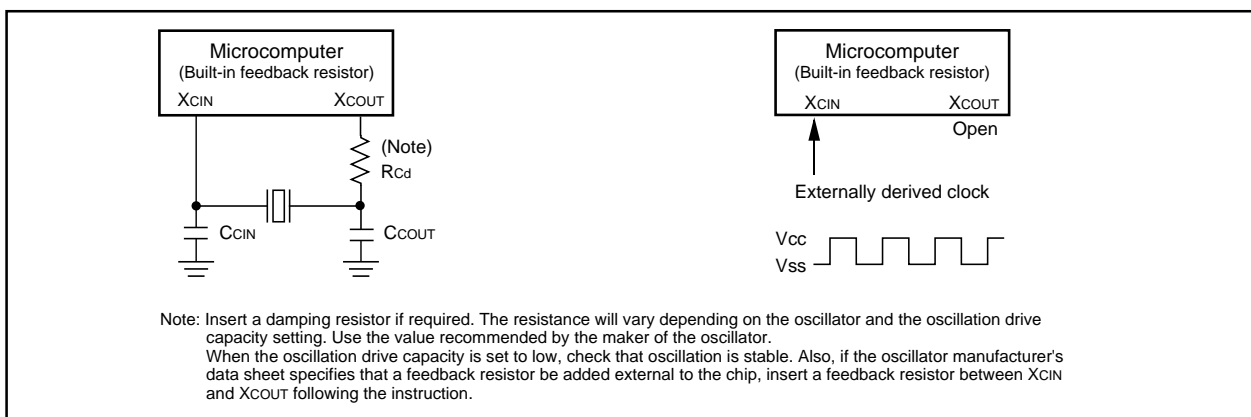 Microcomputer
(Built-in feedback resistor)
XCIN XCOUT
(Note)
RCd
CCIN
CCOUT
Microcomputer
(Built-in feedback resistor)
XCIN XCOUT
Open
Externally derived clock
Vcc
Vss
Note: Insert a damping resistor if required. The resistance will vary depending on the oscillator and the oscillation drive
capacity setting. Use the value recommended by the maker of the oscillator.
When the oscillation drive capacity is set to low, check that oscillation is stable. Also, if the oscillator manufacturer's
data sheet specifies that a feedback resistor be added external to the chip, insert a feedback resistor between XCIN
and XCOUT following the instruction.